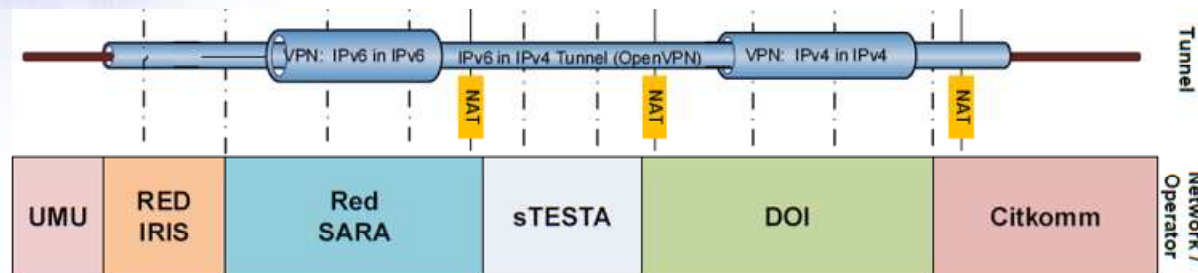 VPN: IPv6 in IPv6
IPv6 in IPv4 Tunnel (OpenVPN)
VPN: IPv4 in IPv4
Tunnel
NAT
NAT
NAT
UMU
RED
IRIS
Red
SARA
sTESTA
DOI
Citkomm
Network /
Operator